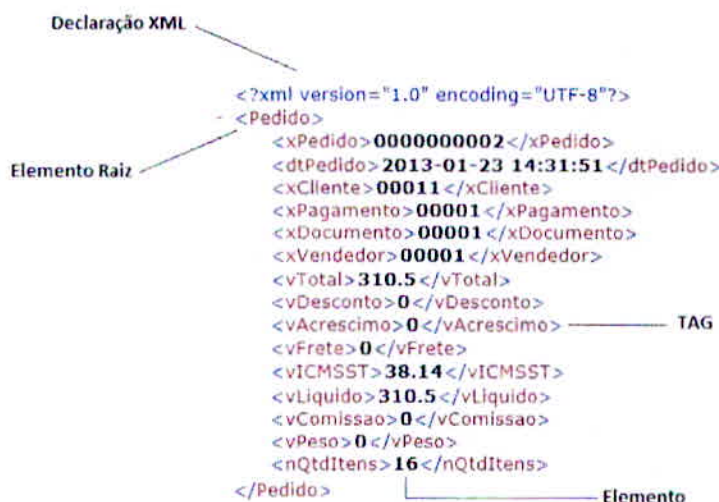 Declaração XML
<?xml version="1.0" encoding="UTF-8"?>
<Pedido>
<xPedido>0000000002</xPedido>
Elemento Raiz
<dtPedido>2013-01-23 14:31:51</dtPedido>
<xCliente>00011</xCliente>
<xPagamento>00001</xPagamento>
<xDocumento>00001</xDocumento>
<xVendedor>00001</xVendedor>
<vTotal>310.5</vTotal>
<vDesconto>0</vDesconto>
<vAcrescimo>0</vAcrescimo>
TAG
<vFrete>0</vFrete>
<vICMSST>38.14</vICMSST>
<vLiquido>310.5</vLiquido>
<vComissao>0</vComissao>
<vPeso>0</vPeso>
<nQtdItens>16</nQtdItens>
</Pedido>
Elemento